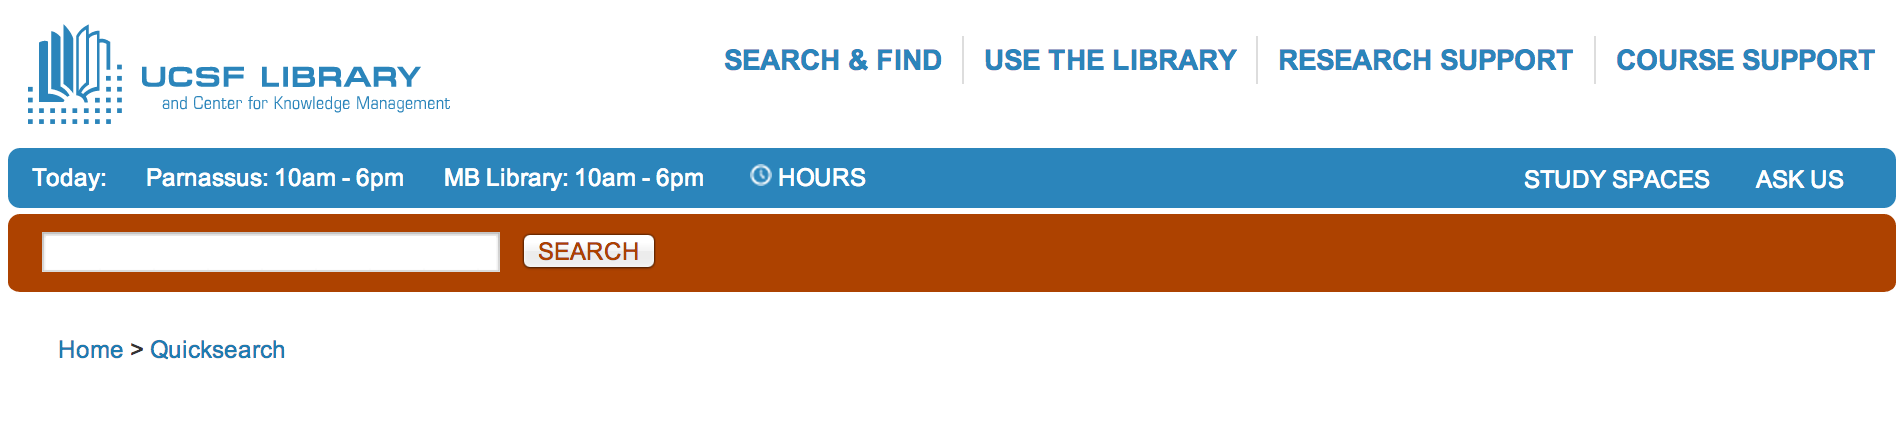 UCSF LIBRARY
and Center for Knowledge Management
SEARCH & FIND
USE THE LIBRARY
RESEARCH SUPPORT
COURSE SUPPORT
Today: Parnassus: 10am - 6pm MB Library: 10am - 6pm HOURS STUDY SPACES ASK US
SEARCH
Home > Quicksearch